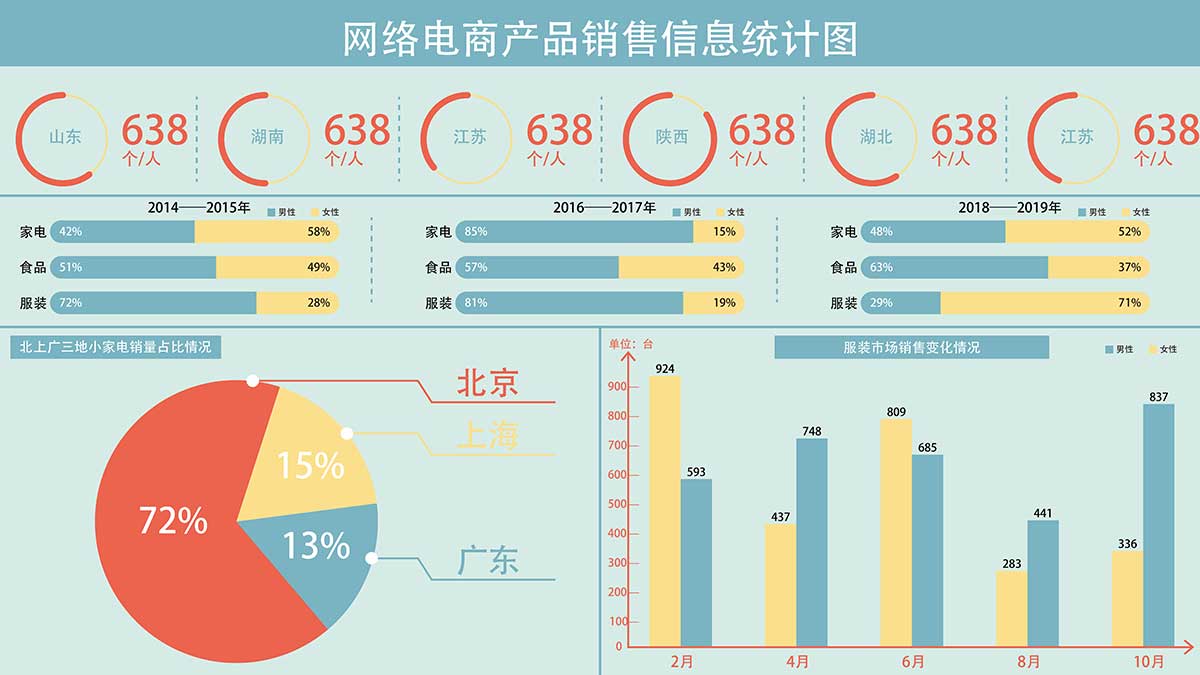 网络电商产品销售信息统计图
山东 638 个/人
湖南 638 个/人
江苏 638 个/人
陕西 638 个/人
湖北 638 个/人
江苏 638 个/人
2014——2015年 男性 女性
家电 42% 58%
食品 51% 49%
服装 72% 28%
2016——2017年 男性 女性
家电 85% 15%
食品 57% 43%
服装 81% 19%
2018——2019年 男性 女性
家电 48% 52%
食品 63% 37%
服装 29% 71%
北上广三地小家电销量占比情况
北京
上海
广东
72%
15%
13%
单位：台
服装市场销售变化情况
男性 女性
900
800
700
600
500
400
300
200
100
0
924 593
437 748
809 685
283 441
336 837
2月 4月 6月 8月 10月